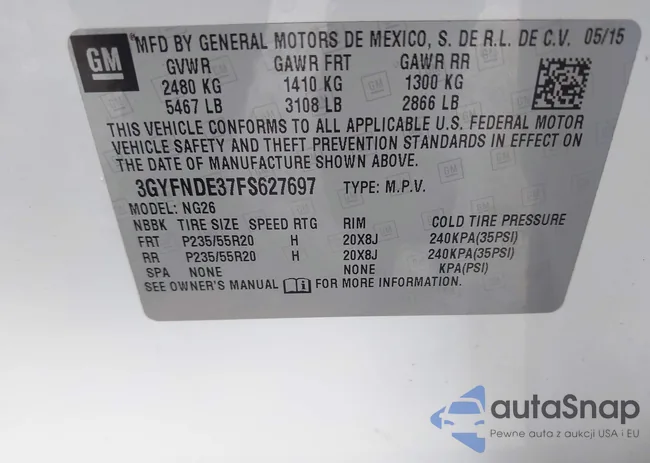 GM MFD BY GENERAL MOTORS DE MEXICO, S. DE R.L. DE C.V. 05/15
GVWR GAWR FRT GAWR RR
2480 KG 1410 KG 1300 KG
5467 LB 3108 LB 2866 LB
THIS VEHICLE CONFORMS TO ALL APPLICABLE U.S. FEDERAL MOTOR
VEHICLE SAFETY AND THEFT PREVENTION STANDARDS IN EFFECT ON
THE DATE OF MANUFACTURE SHOWN ABOVE.
3GYFNDE37FS627697 TYPE: M.P.V.
MODEL: NG26
NBBK TIRE SIZE SPEED RTG RIM COLD TIRE PRESSURE
FRT P235/55R20 H 20X8J 240KPA(35PSI)
RR P235/55R20 H 20X8J 240KPA(35PSI)
SPA NONE NONE KPA(PSI)
SEE OWNER'S MANUAL FOR MORE INFORMATION.
autaSnap
Pewne auta z aukcji USA i EU